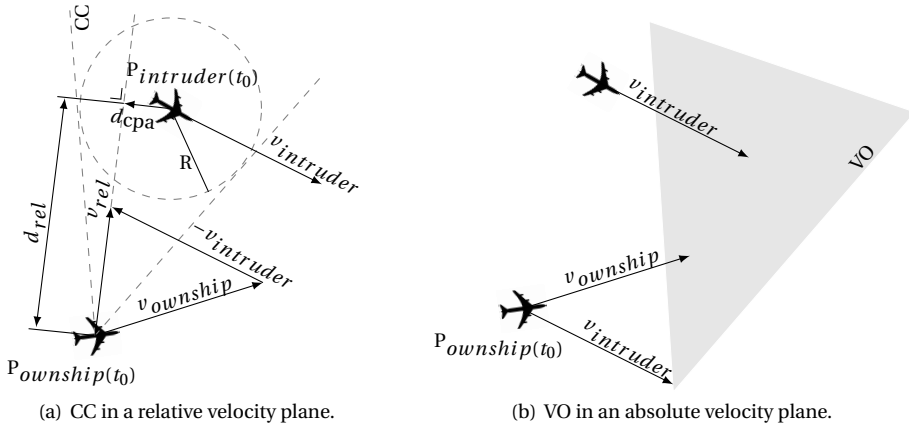 CC
P_intruder(t_0)
d_cpa
R
v_intruder
d_rel
v_rel
−v_intruder
v_ownship
P_ownship(t_0)
(a) CC in a relative velocity plane.
v_intruder
VO
v_ownship
v_intruder
P_ownship(t_0)
(b) VO in an absolute velocity plane.